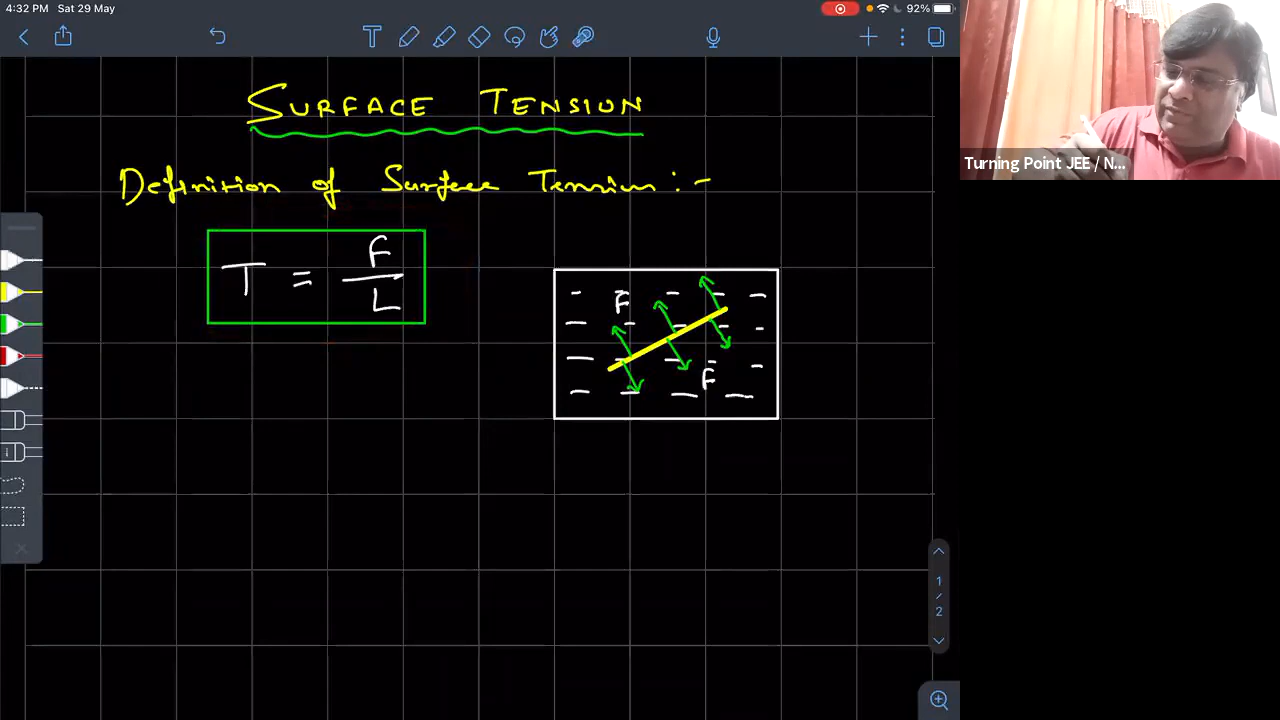 4:32 PM Sat 29 May
92%
SURFACE TENSION
Definition of Surface Tension :-
T = F/L
F
F
1
/
2
Turning Point JEE / N...